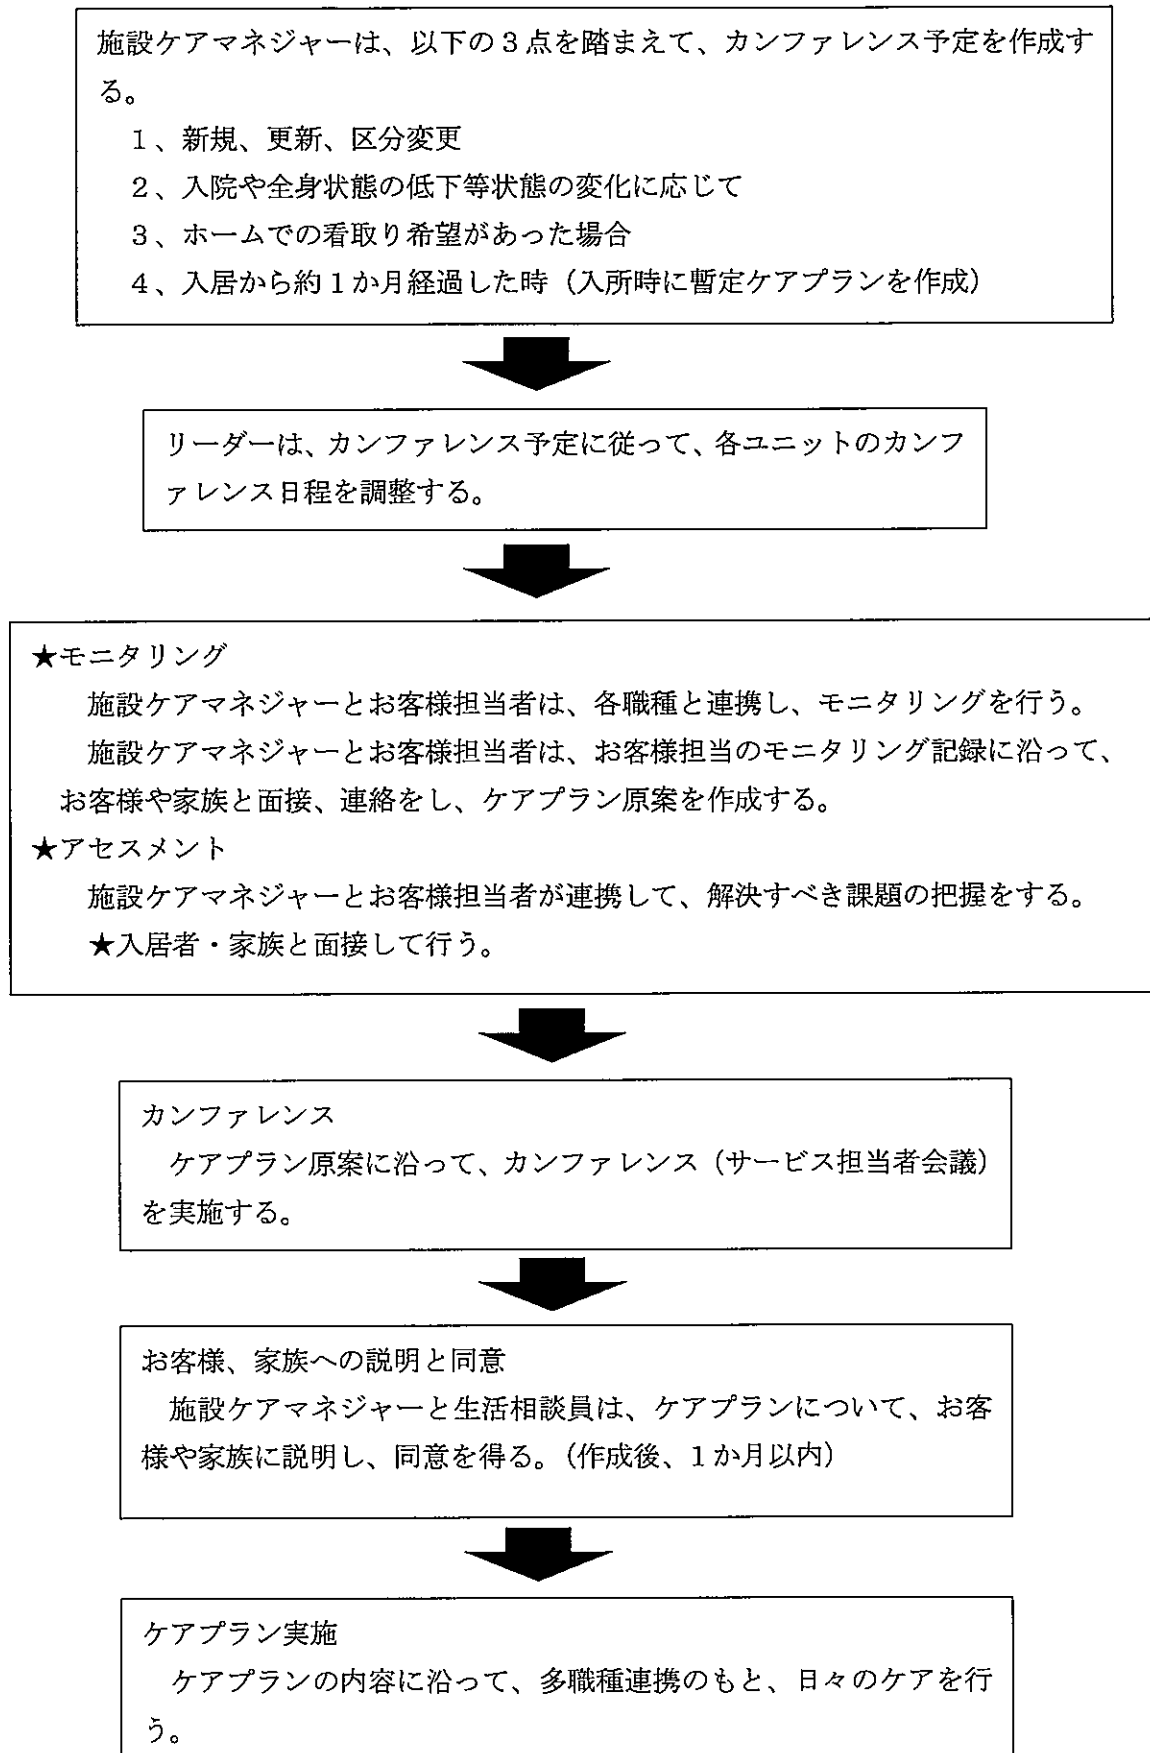 施設ケアマネジャーは、以下の３点を踏まえて、カンファレンス予定を作成す
る。
１、新規、更新、区分変更
２、入院や全身状態の低下等状態の変化に応じて
３、ホームでの看取り希望があった場合
４、入居から約１か月経過した時（入所時に暫定ケアプランを作成）
リーダーは、カンファレンス予定に従って、各ユニットのカンフ
ァレンス日程を調整する。
★モニタリング
施設ケアマネジャーとお客様担当者は、各職種と連携し、モニタリングを行う。
施設ケアマネジャーとお客様担当者は、お客様担当のモニタリング記録に沿って、
お客様や家族と面接、連絡をし、ケアプラン原案を作成する。
★アセスメント
施設ケアマネジャーとお客様担当者が連携して、解決すべき課題の把握をする。
★入居者・家族と面接して行う。
カンファレンス
ケアプラン原案に沿って、カンファレンス（サービス担当者会議）
を実施する。
お客様、家族への説明と同意
施設ケアマネジャーと生活相談員は、ケアプランについて、お客
様や家族に説明し、同意を得る。（作成後、１か月以内）
ケアプラン実施
ケアプランの内容に沿って、多職種連携のもと、日々のケアを行
う。